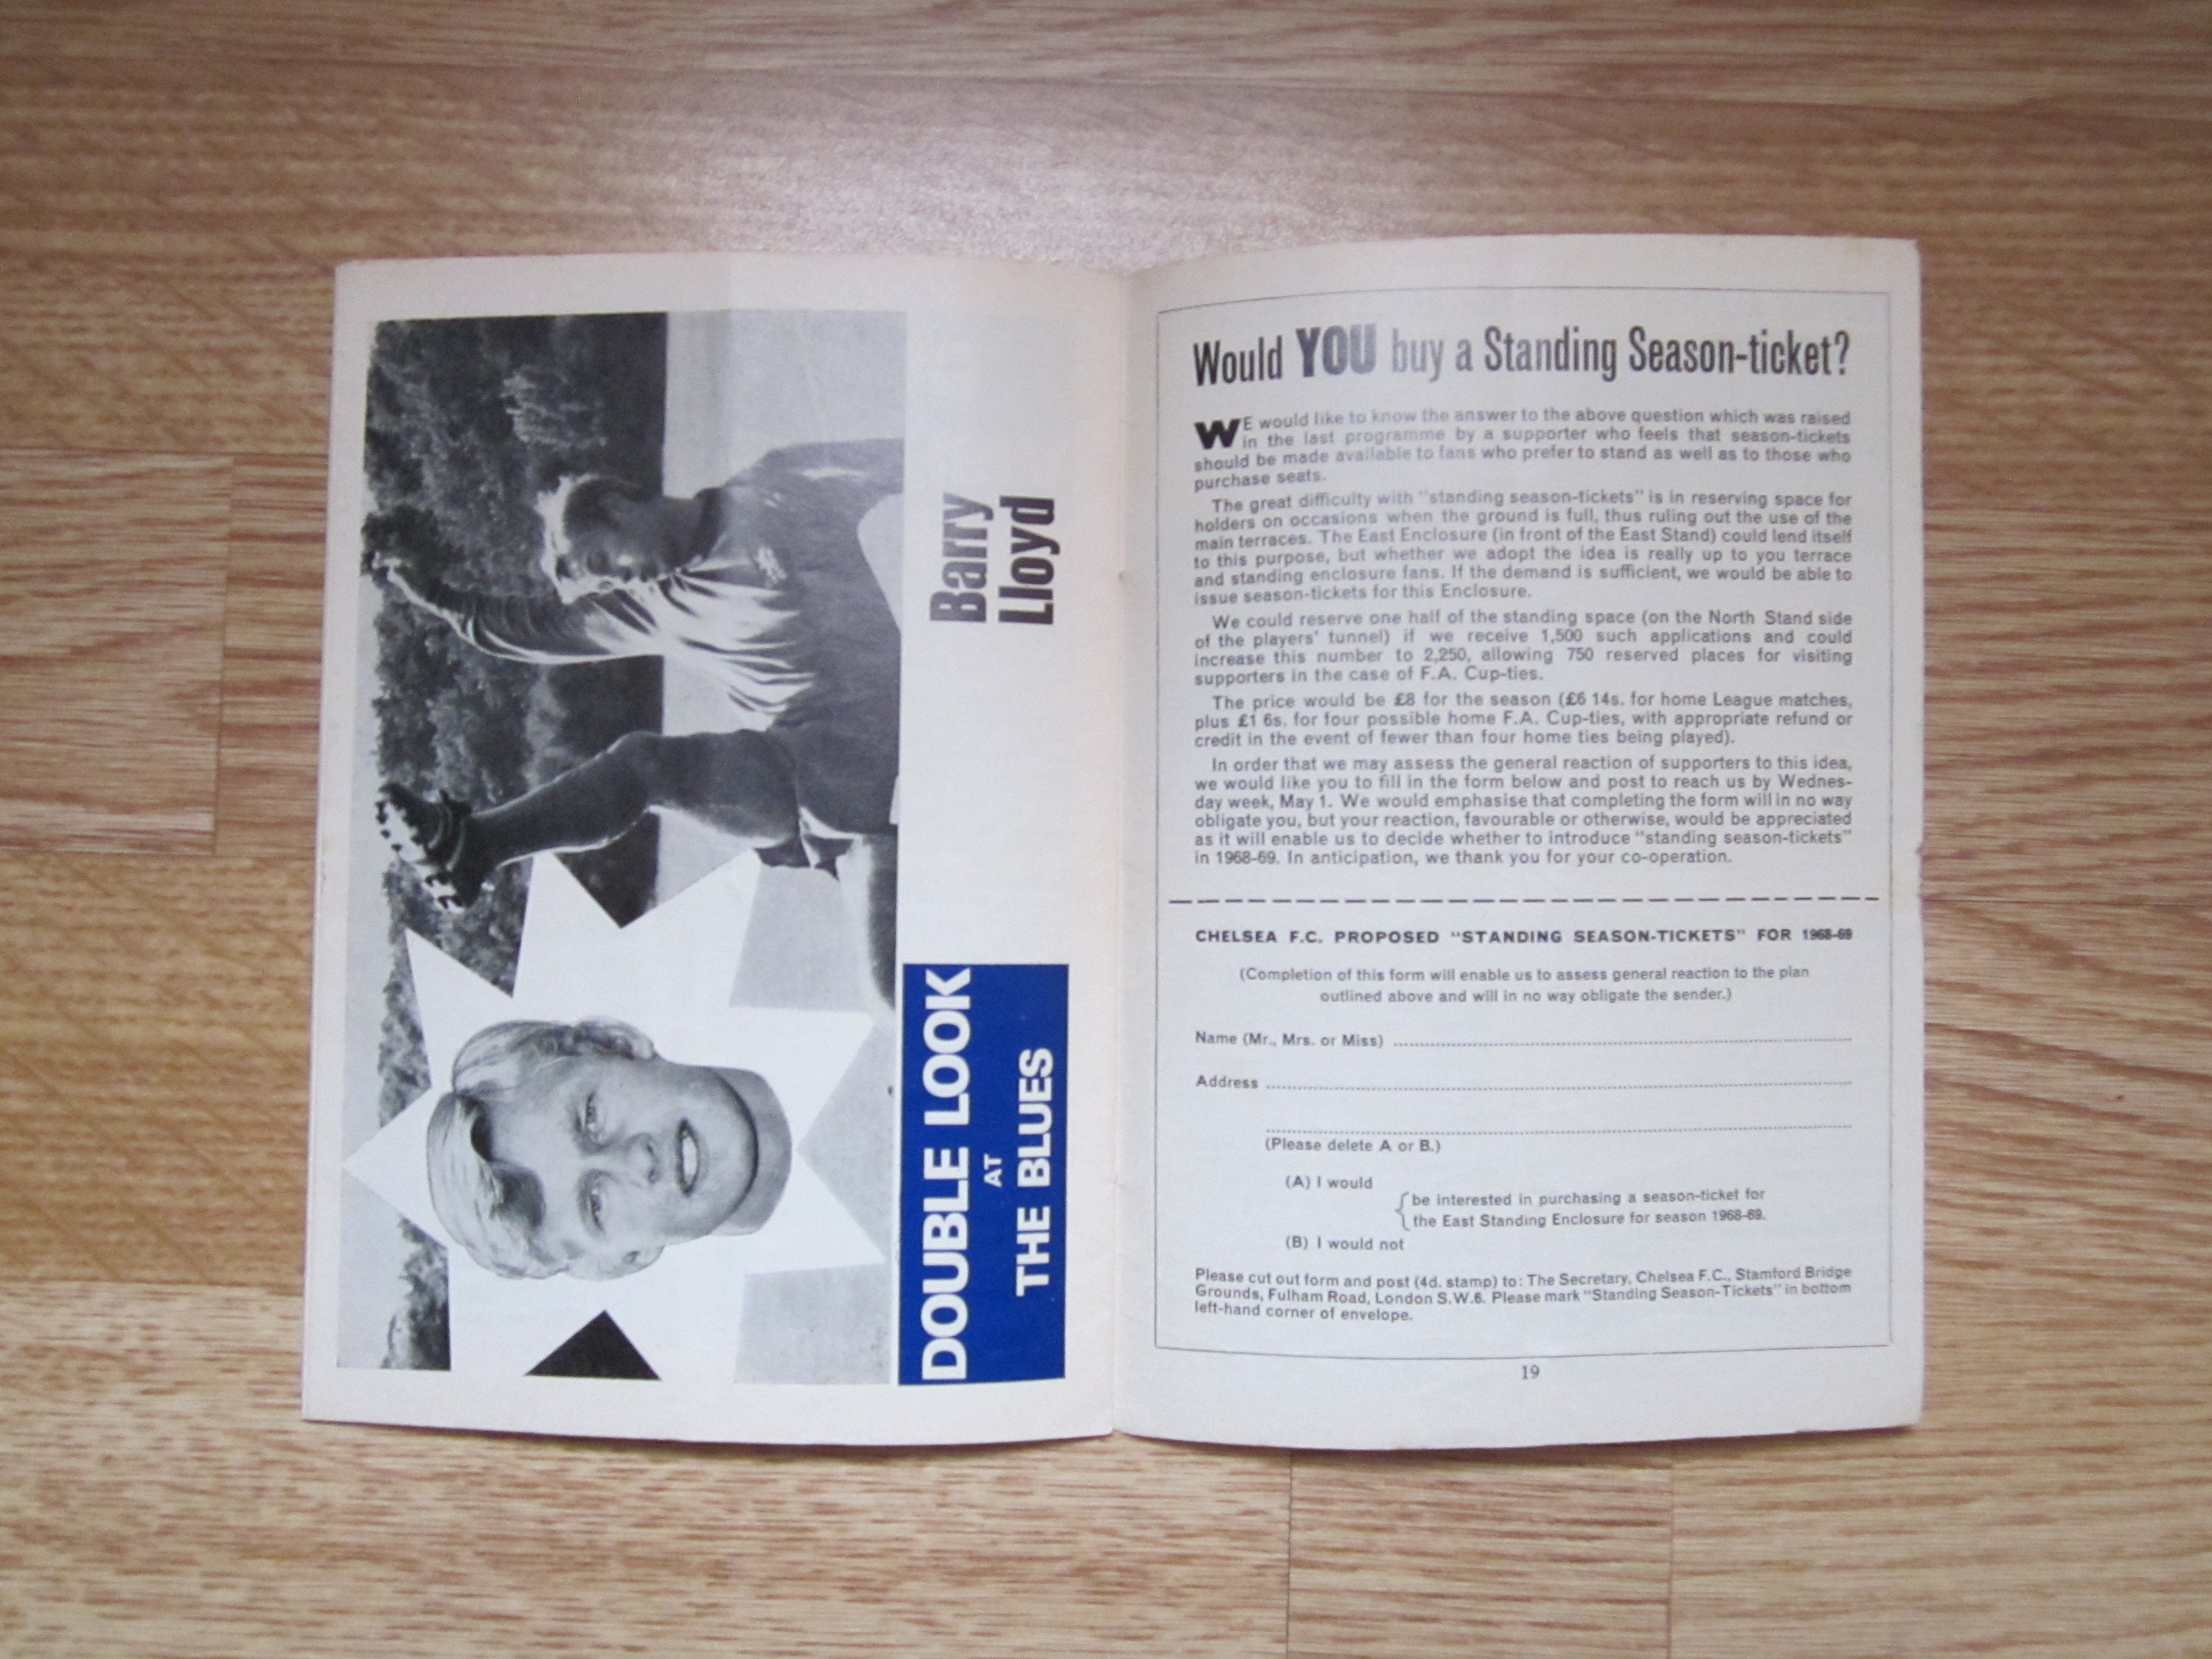 DOUBLE LOOK
AT
THE BLUES
Barry
Lloyd
Would YOU buy a Standing Season-ticket?
WE would like to know the answer to the above question which was raised
in the last programme by a supporter who feels that season-tickets
should be made available to fans who prefer to stand as well as to those who
purchase seats.
The great difficulty with "standing season-tickets" is in reserving space for
holders on occasions when the ground is full, thus ruling out the use of the
main terraces. The East Enclosure (in front of the East Stand) could lend itself
to this purpose, but whether we adopt the idea is really up to you terrace
and standing enclosure fans. If the demand is sufficient, we would be able to
issue season-tickets for this Enclosure.
We could reserve one half of the standing space (on the North Stand side
of the players' tunnel) if we receive 1,500 such applications and could
increase this number to 2,250, allowing 750 reserved places for visiting
supporters in the case of F.A. Cup-ties.
The price would be £8 for the season (£6 14s. for home League matches,
plus £1 6s. for four possible home F.A. Cup-ties, with appropriate refund or
credit in the event of fewer than four home ties being played).
In order that we may assess the general reaction of supporters to this idea,
we would like you to fill in the form below and post to reach us by Wednes-
day week, May 1. We would emphasise that completing the form will in no way
obligate you, but your reaction, favourable or otherwise, would be appreciated
as it will enable us to decide whether to introduce "standing season-tickets"
in 1968-69. In anticipation, we thank you for your co-operation.
CHELSEA F.C. PROPOSED "STANDING SEASON-TICKETS" FOR 1968-69
(Completion of this form will enable us to assess general reaction to the plan
outlined above and will in no way obligate the sender.)
Name (Mr., Mrs. or Miss)
Address
(Please delete A or B.)
(A) I would
be interested in purchasing a season-ticket for
the East Standing Enclosure for season 1968-69.
(B) I would not
Please cut out form and post (4d. stamp) to: The Secretary, Chelsea F.C., Stamford Bridge
Grounds, Fulham Road, London S.W.6. Please mark "Standing Season-Tickets" in bottom
left-hand corner of envelope.
19